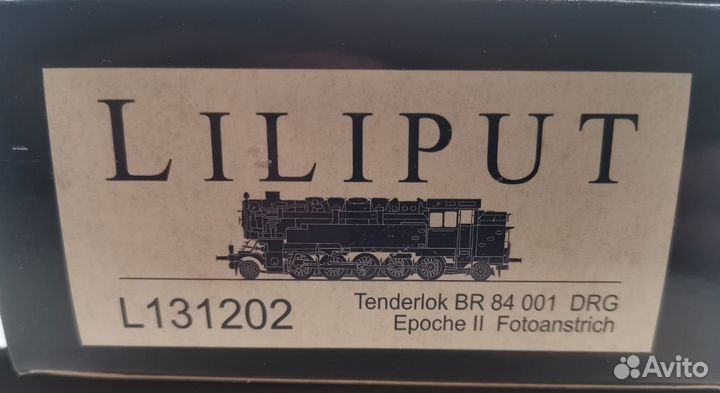 LILIPUT
L131202
Tenderlok BR 84 001 DRG
Epoche II Fotoanstrich
Avito